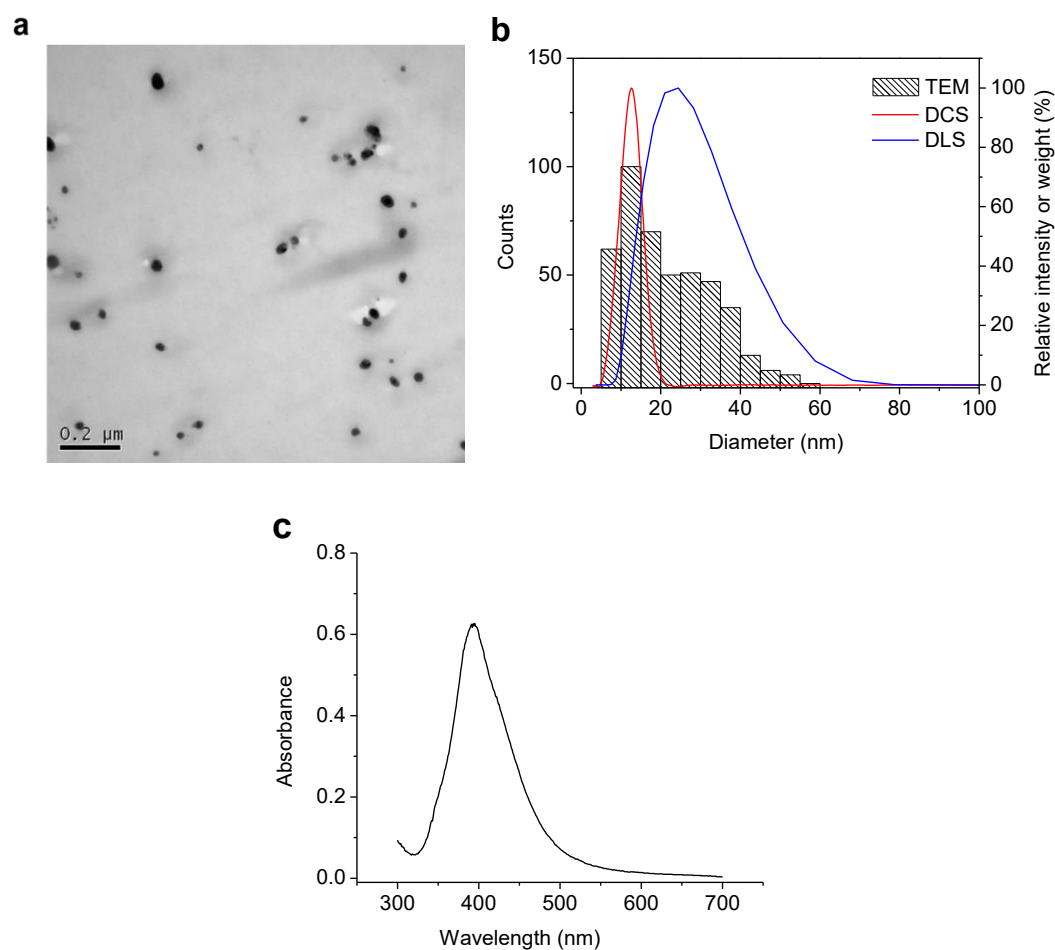 a
0.2 µm
b
150
100
50
0
Counts
TEM
DCS
DLS
100
80
60
40
20
0
Relative intensity or weight (%)
0 20 40 60 80 100
Diameter (nm)
c
0.8
0.6
0.4
0.2
0.0
Absorbance
300 400 500 600 700
Wavelength (nm)